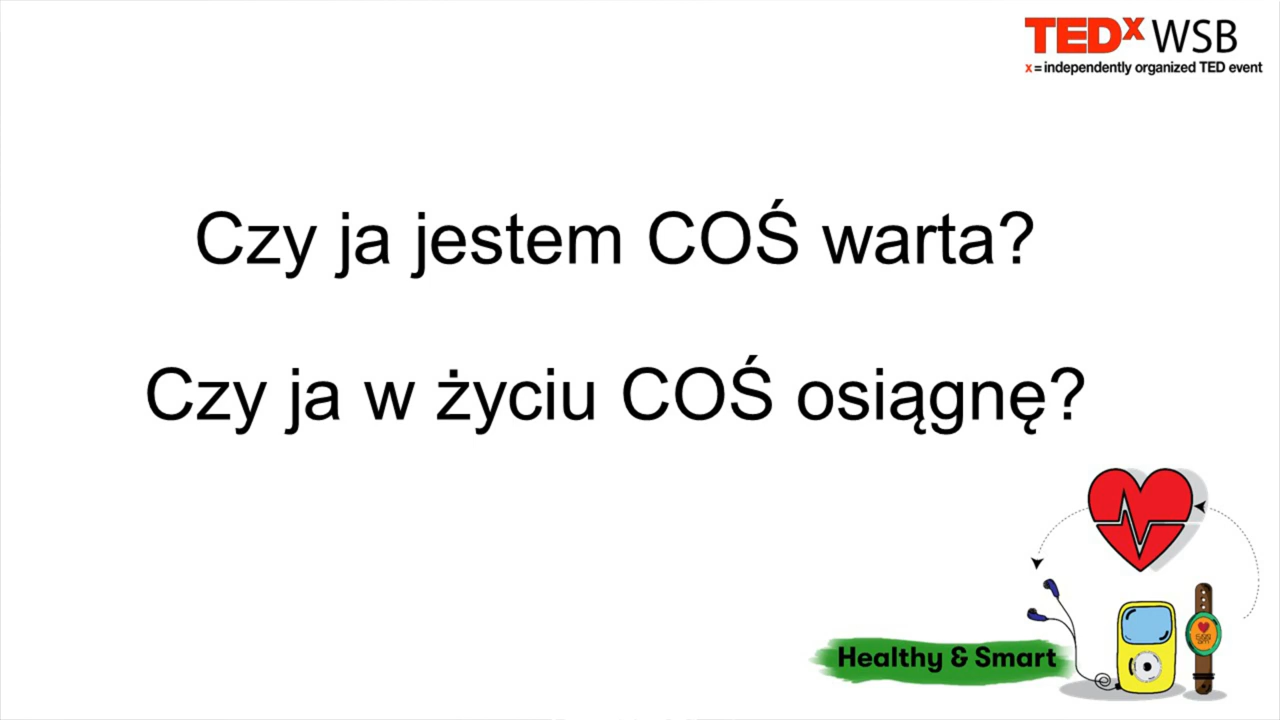 TEDx WSB
x = independently organized TED event
Czy ja jestem COŚ warta?
Czy ja w życiu COŚ osiągnę?
Healthy & Smart